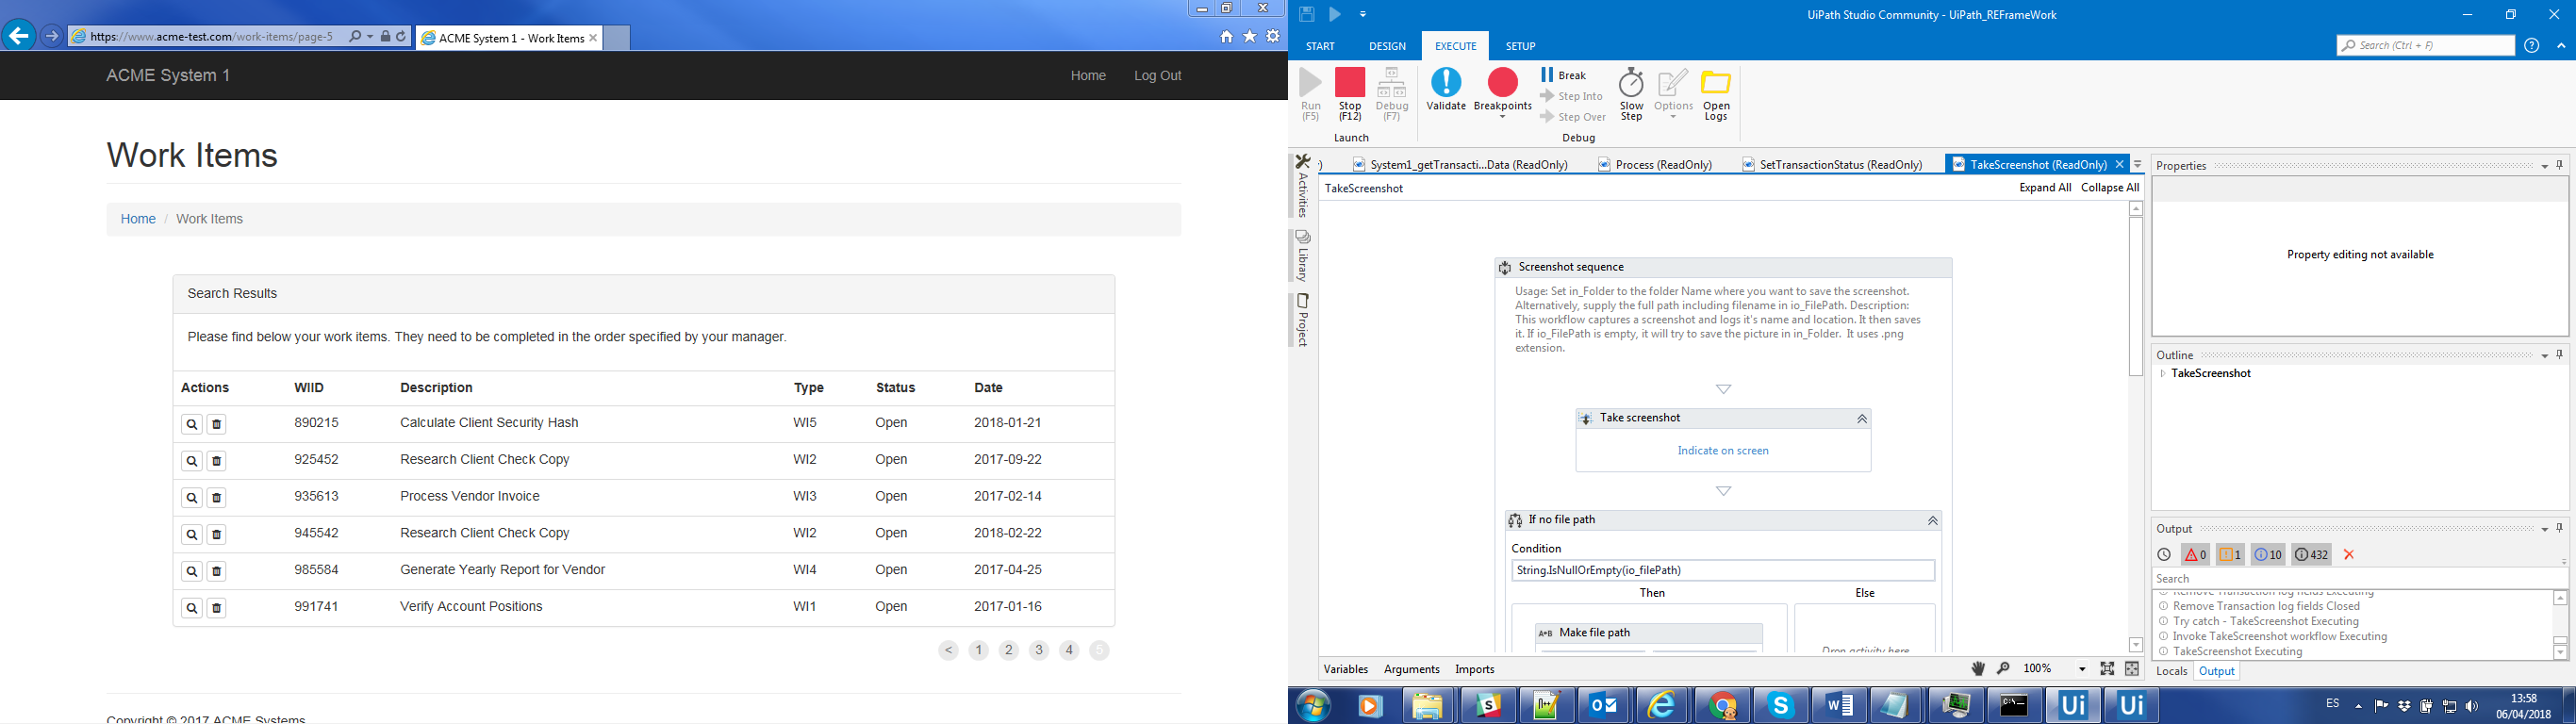 https://www.acme-test.com/work-items/page-5
ACME System 1 - Work Items
ACME System 1
Home
Log Out
Work Items
Home / Work Items
Search Results
Please find below your work items. They need to be completed in the order specified by your manager.
Actions WIID Description Type Status Date
890215 Calculate Client Security Hash WI5 Open 2018-01-21
925452 Research Client Check Copy WI2 Open 2017-09-22
935613 Process Vendor Invoice WI3 Open 2017-02-14
945542 Research Client Check Copy WI2 Open 2018-02-22
985584 Generate Yearly Report for Vendor WI4 Open 2017-04-25
991741 Verify Account Positions WI1 Open 2017-01-16
< 1 2 3 4 5
Copyright © 2017 ACME Systems
UiPath Studio Community - UiPath_REFrameWork
START DESIGN EXECUTE SETUP
Search (Ctrl + F)
Run (F5)
Stop (F12)
Debug (F7)
Launch
Validate
Breakpoints
Break
Step Into
Step Over
Slow Step
Options
Open Logs
Debug
System1_getTransacti...Data (ReadOnly)
Process (ReadOnly)
SetTransactionStatus (ReadOnly)
TakeScreenshot (ReadOnly)
Activities
Library
Project
TakeScreenshot
Expand All Collapse All
Screenshot sequence
Usage: Set in_Folder to the folder Name where you want to save the screenshot.
Alternatively, supply the full path including filename in io_FilePath. Description:
This workflow captures a screenshot and logs it's name and location. It then saves
it. If io_FilePath is empty, it will try to save the picture in in_Folder. It uses .png
extension.
Take screenshot
Indicate on screen
If no file path
Condition
String.IsNullOrEmpty(io_filePath)
Then
Else
A+B Make file path
Drop activity here
Variables Arguments Imports
100%
Properties
Property editing not available
Outline
TakeScreenshot
Output
0 1 10 432
Search
Remove Transaction log fields Executing
Remove Transaction log fields Closed
Try catch - TakeScreenshot Executing
Invoke TakeScreenshot workflow Executing
TakeScreenshot Executing
Locals Output
ES
13:58
06/04/2018